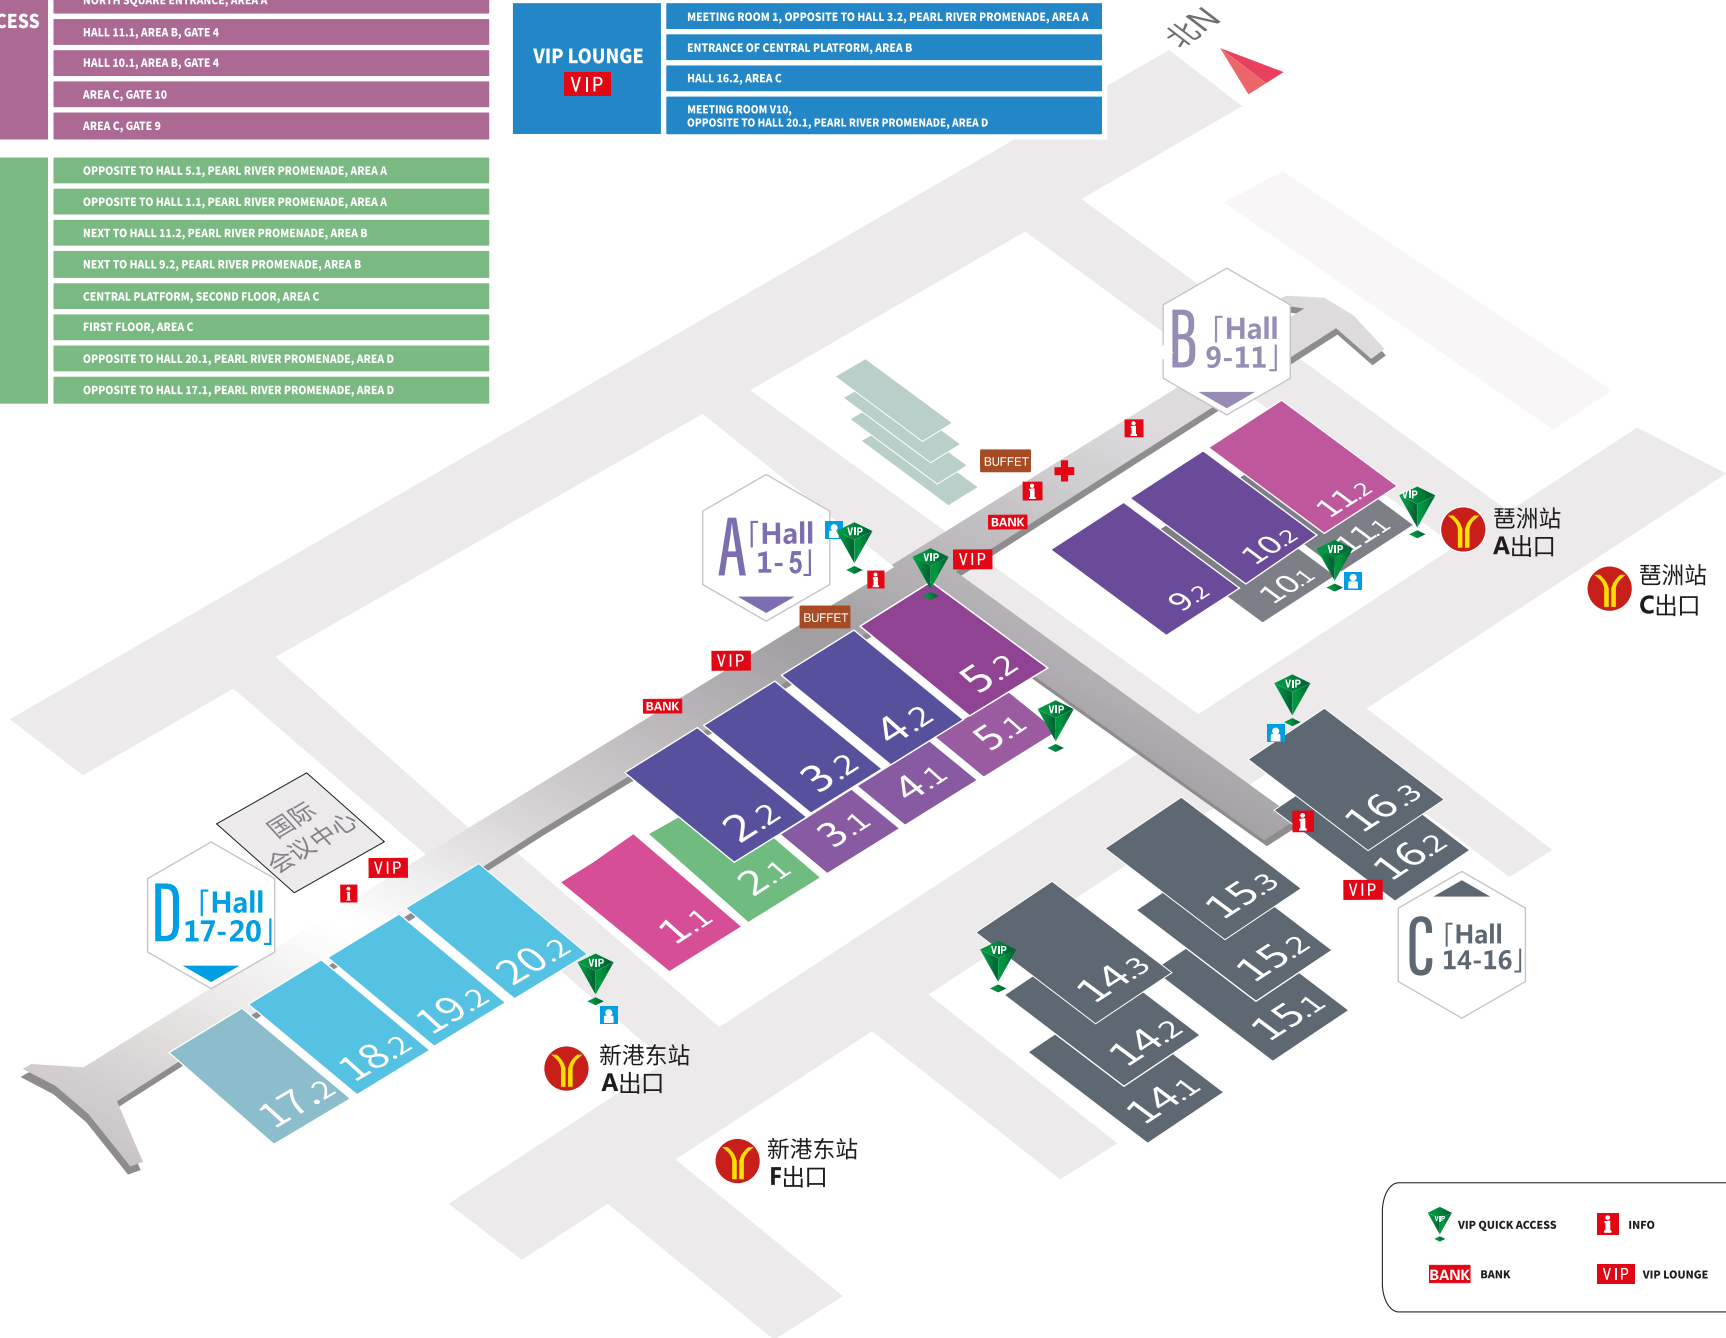 NORTH SQUARE ENTRANCE, AREA A
HALL 11.1, AREA B, GATE 4
HALL 10.1, AREA B, GATE 4
AREA C, GATE 10
AREA C, GATE 9
OPPOSITE TO HALL 5.1, PEARL RIVER PROMENADE, AREA A
OPPOSITE TO HALL 1.1, PEARL RIVER PROMENADE, AREA A
NEXT TO HALL 11.2, PEARL RIVER PROMENADE, AREA B
NEXT TO HALL 9.2, PEARL RIVER PROMENADE, AREA B
CENTRAL PLATFORM, SECOND FLOOR, AREA C
FIRST FLOOR, AREA C
OPPOSITE TO HALL 20.1, PEARL RIVER PROMENADE, AREA D
OPPOSITE TO HALL 17.1, PEARL RIVER PROMENADE, AREA D
CESS
VIP LOUNGE
VIP
MEETING ROOM 1, OPPOSITE TO HALL 3.2, PEARL RIVER PROMENADE, AREA A
ENTRANCE OF CENTRAL PLATFORM, AREA B
HALL 16.2, AREA C
MEETING ROOM V10,
OPPOSITE TO HALL 20.1, PEARL RIVER PROMENADE, AREA D
北N
B「Hall
9-11」
BUFFET
i
i
BANK
VIP
VIP
11.2
11.1
10.2
10.1
9.2
VIP
VIP
琶洲站
A出口
琶洲站
C出口
A「Hall
1-5」
VIP
i
BUFFET
VIP
BANK
5.2
5.1
4.2
4.1
3.2
3.1
2.2
2.1
1.1
VIP
VIP
16.3
16.2
i
VIP
15.3
15.2
15.1
14.3
14.2
14.1
VIP
C「Hall
14-16」
国际
会议中心
VIP
i
D「Hall
17-20」
20.2
19.2
18.2
17.2
VIP
新港东站
A出口
新港东站
F出口
VIP
VIP QUICK ACCESS
i
INFO
BANK
BANK
VIP
VIP LOUNGE